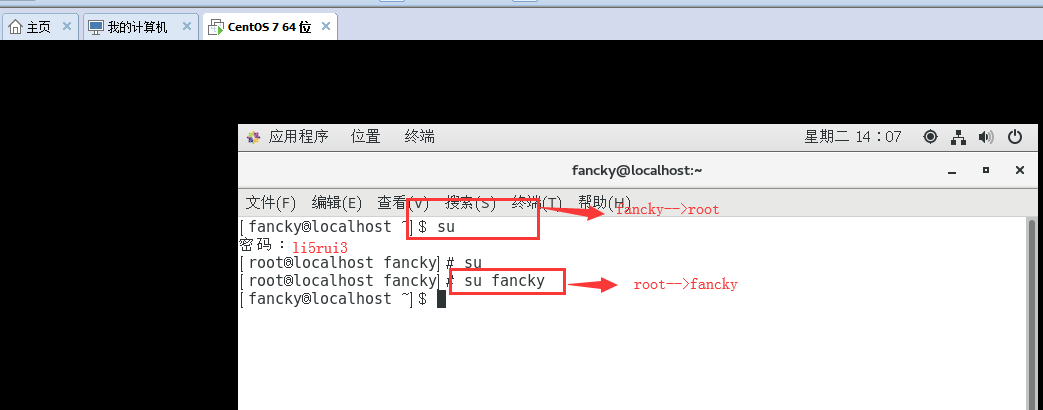 主页 × 我的计算机 × CentOS 7 64 位 ×
应用程序 位置 终端 星期二 14：07
fancky@localhost:~
文件(F) 编辑(E) 查看(V) 搜索(S) 终端(T) 帮助(H)
fancky-->root
[fancky@localhost ~]$ su
密码：li5rui3
[root@localhost fancky]# su
[root@localhost fancky]# su fancky
root-->fancky
[fancky@localhost ~]$